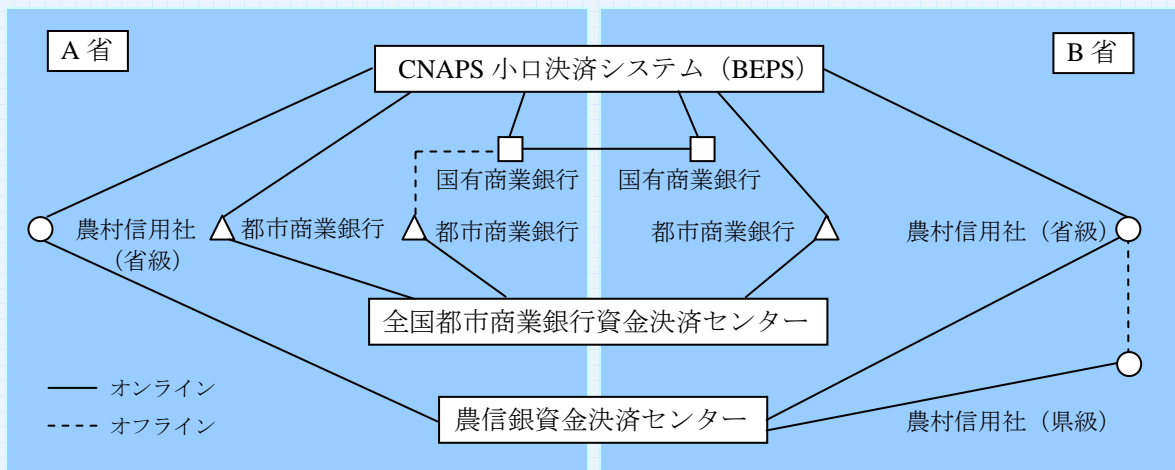 A 省
B 省
CNAPS 小口決済システム（BEPS）
国有商業銀行
国有商業銀行
農村信用社
（省級）
都市商業銀行
都市商業銀行
都市商業銀行
農村信用社（省級）
全国都市商業銀行資金決済センター
オンライン
オフライン
農信銀資金決済センター
農村信用社（県級）